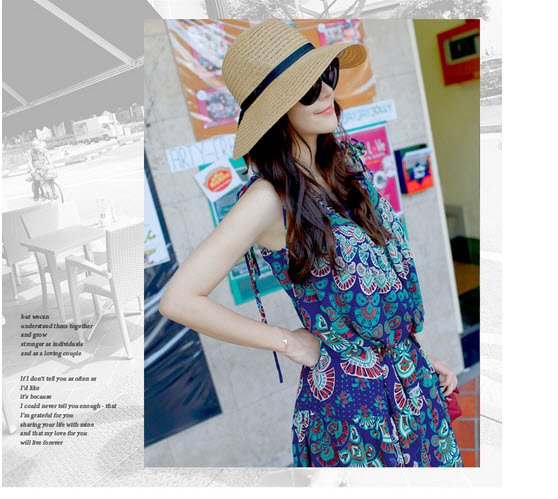 but we can
understand thaus together
and grow
stronger as individuals
and as a loving couple
If I don't tell you as often as
I'd like
it's because
I could never tell you enough - that
I'm grateful for you
sharing your life with mine
and that my love for you
will live forever